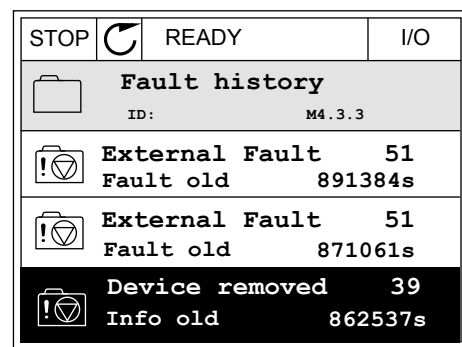 STOP READY I/O
Fault history
ID: M4.3.3
External Fault 51
Fault old 891384s
External Fault 51
Fault old 871061s
Device removed 39
Info old 862537s